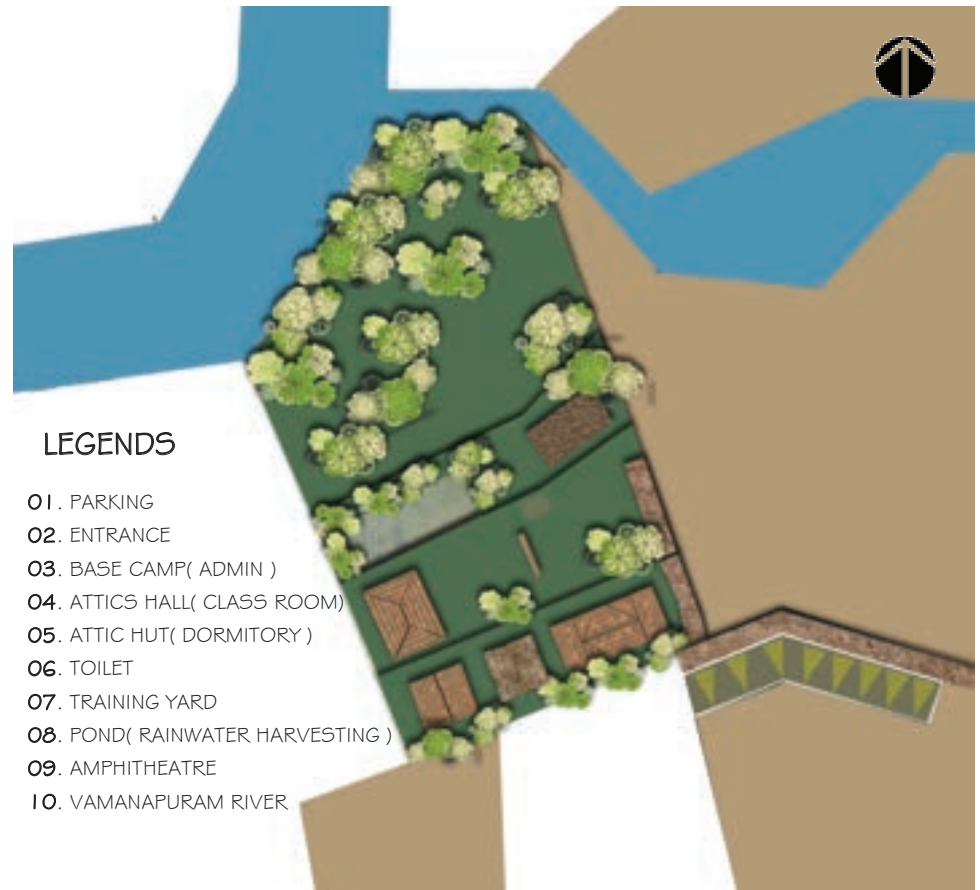 LEGENDS
01. PARKING
02. ENTRANCE
03. BASE CAMP( ADMIN )
04. ATTICS HALL( CLASS ROOM)
05. ATTIC HUT( DORMITORY )
06. TOILET
07. TRAINING YARD
08. POND( RAINWATER HARVESTING )
09. AMPHITHEATRE
10. VAMANAPURAM RIVER